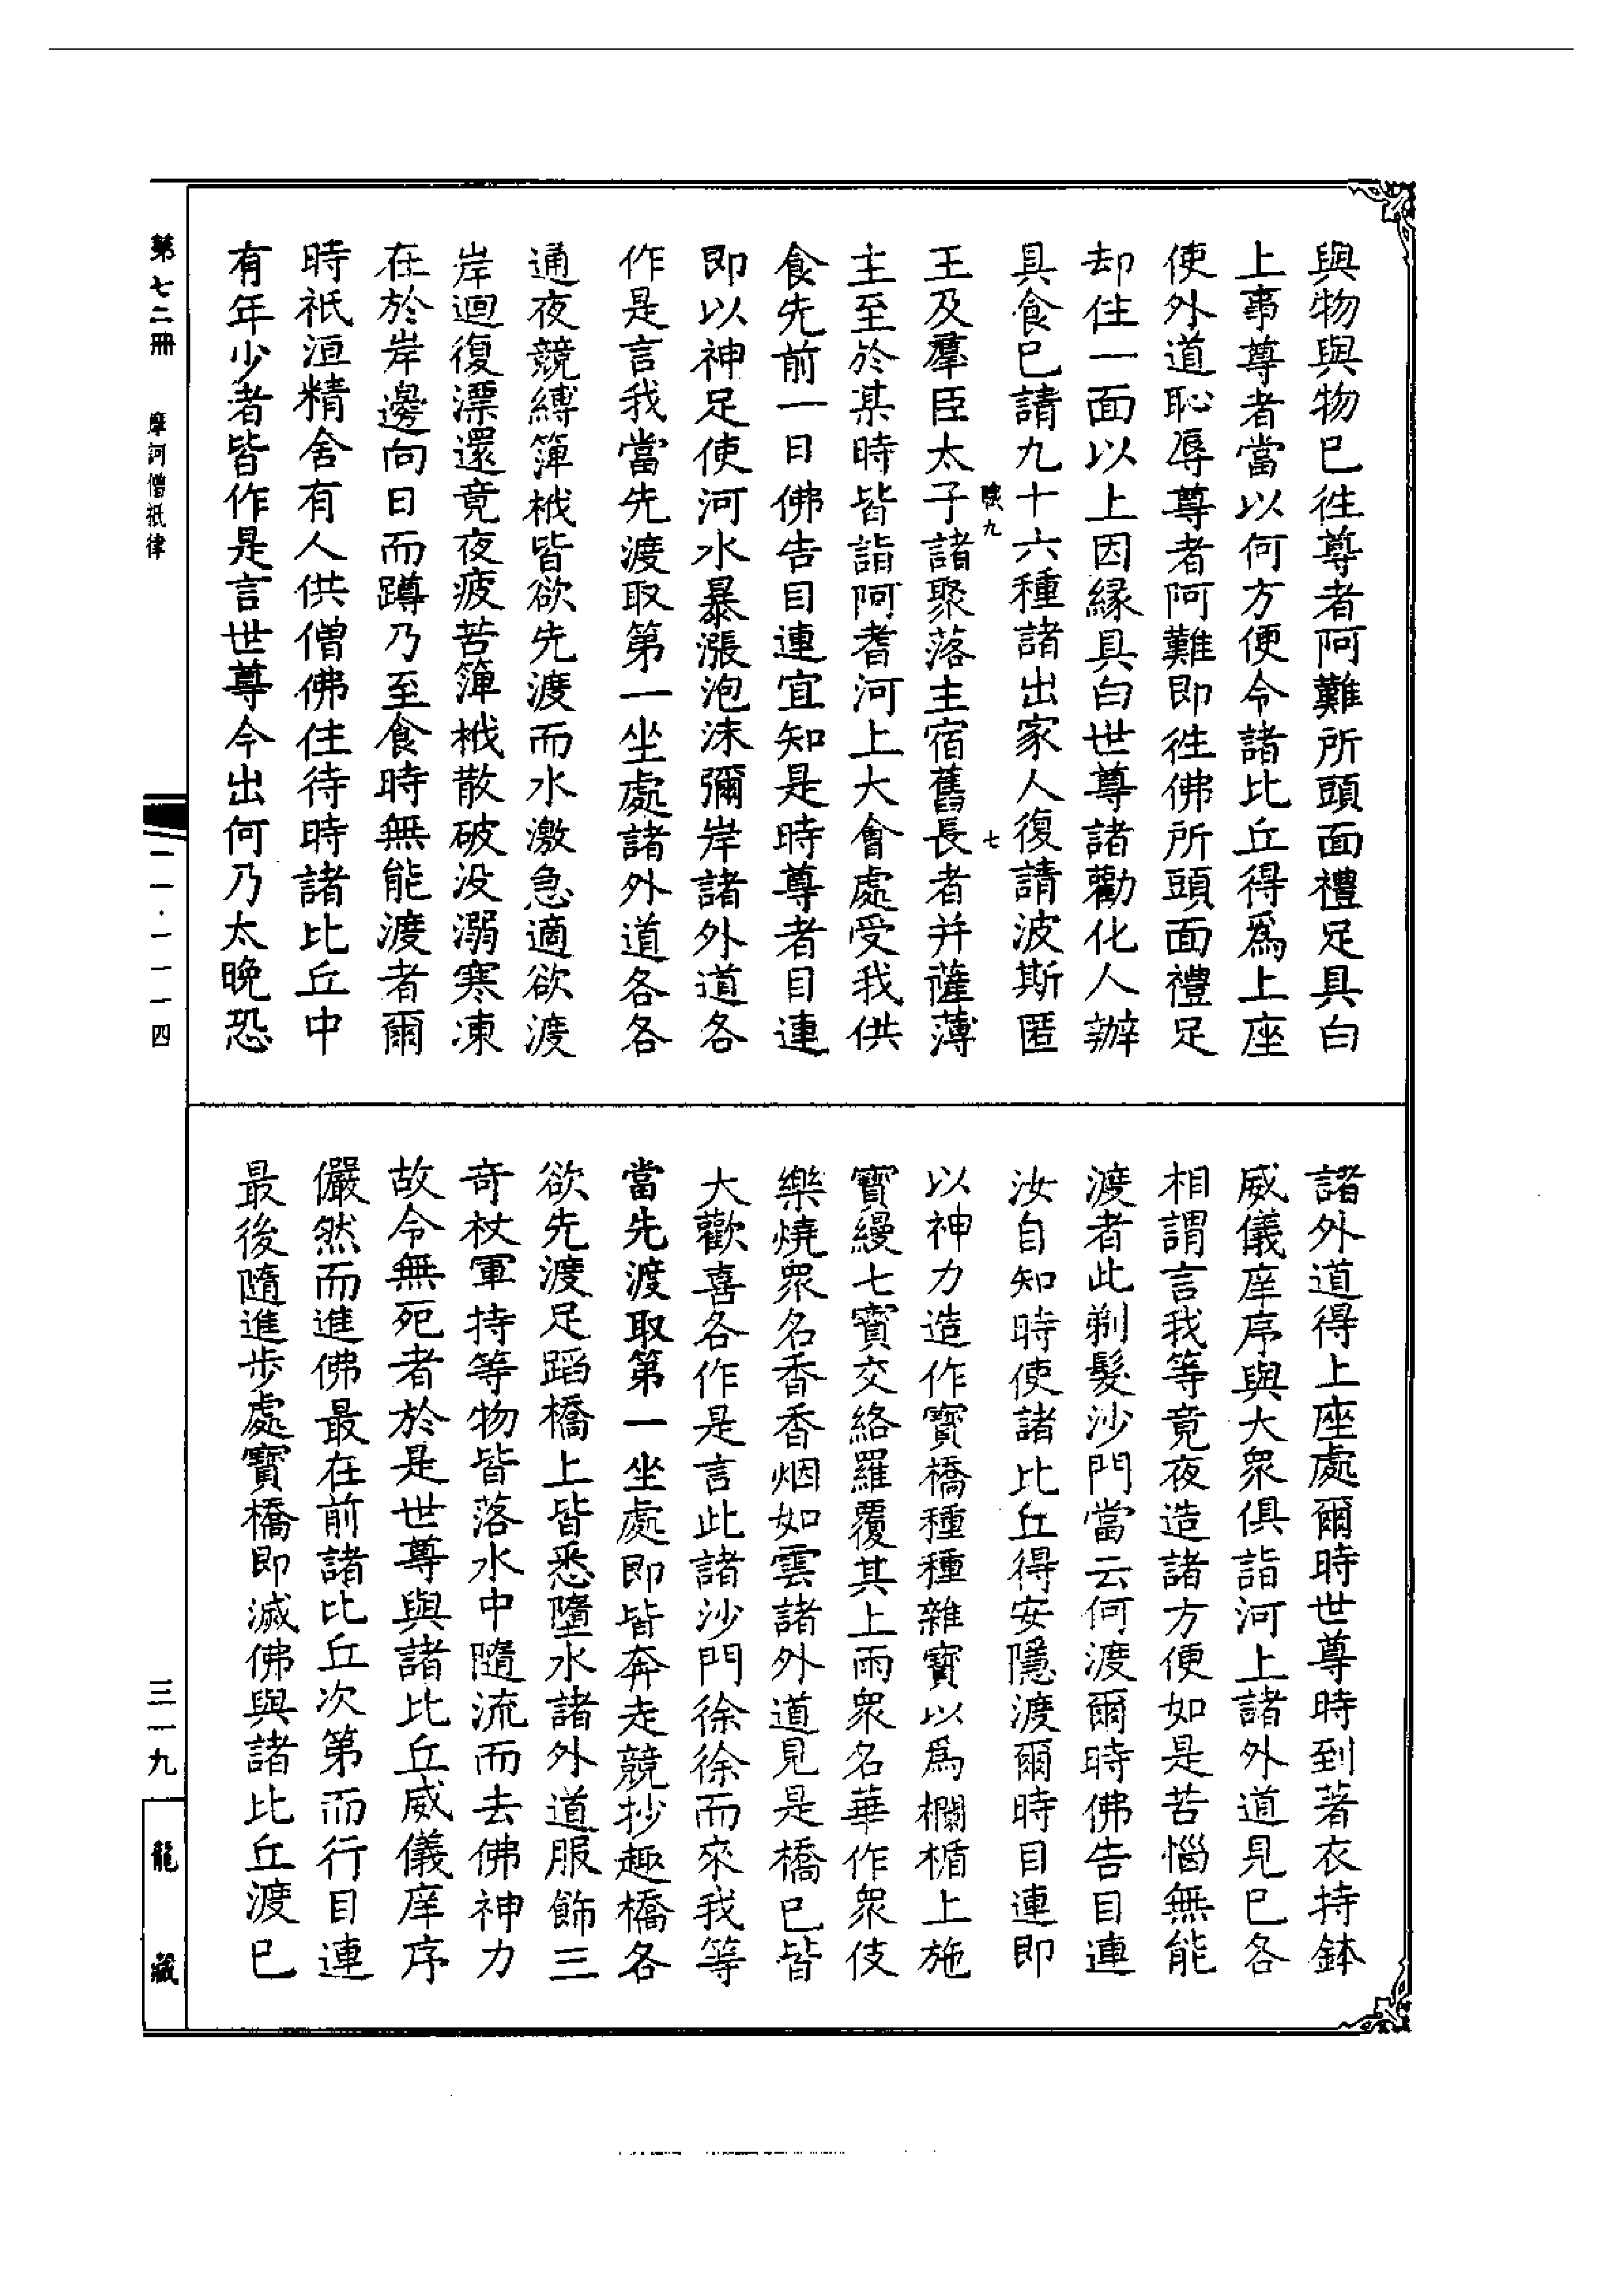 與物與物已徃尊者阿難所頭面禮足具白
上事尊者當以何方便令諸比丘得爲上座
使外道恥辱尊者阿難即徃佛所頭面禮足
却住一面以上因緣具白世尊諸勸化人辦
具食已請九十六種諸出家人復請波斯匿
九
七
王及羣臣太子諸聚落主宿舊長者并薩薄
主至於某時皆詣阿耆河上大會處受我供
食先前一日佛告目連宜知是時尊者目連
即以神足使河水暴漲泡沫彌岸諸外道各
作是言我當先渡取第一坐處諸外道各各
通夜競縛簰栰皆欲先渡而水激急適欲渡
岸迴復漂還竟夜疲苦簰栰散破没溺寒凍
在於岸邊向日而蹲乃至食時無能渡者爾
時祇洹精舍有人供僧佛住待時諸比丘中
有年少者皆作是言世尊今出何乃太晚恐
諸外道得上座處爾時世尊時到著衣持鉢
威儀庠序與大衆俱詣河上諸外道見已各
相謂言我等竟夜造諸方便如是苦惱無能
渡者此剃髮沙門當云何渡爾時佛告目連
汝自知時使諸比丘得安隱渡爾時目連即
以神力造作寶橋種種雜寶以爲欄楯上施
寶縵七寶交絡羅覆其上雨衆名華作衆伎
樂燒衆名香香烟如雲諸外道見是橋已皆
大歡喜各作是言此諸沙門徐徐而來我等
當先渡取第一坐處即皆奔走競抄趣橋各
欲先渡足蹈橋上皆悉墮水諸外道服飾三
奇杖軍持等物皆落水中隨流而去佛神力
故令無死者於是世尊與諸比丘威儀庠序
儼然而進佛最在前諸比丘次第而行目連
最後隨進步處寶橋即滅佛與諸比丘渡已
第七二冊 摩訶僧祇律
三一九
龍藏